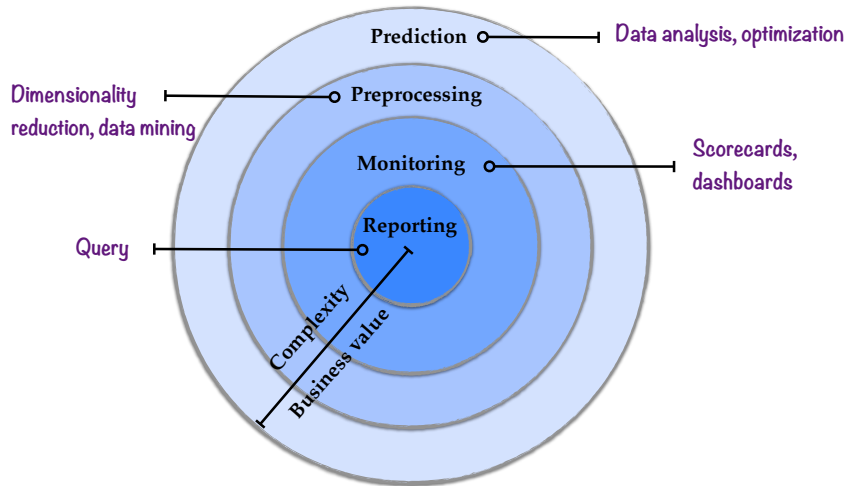 Prediction
Data analysis, optimization
Dimensionality
reduction, data mining
Preprocessing
Monitoring
Scorecards,
dashboards
Reporting
Query
Complexity
Business value